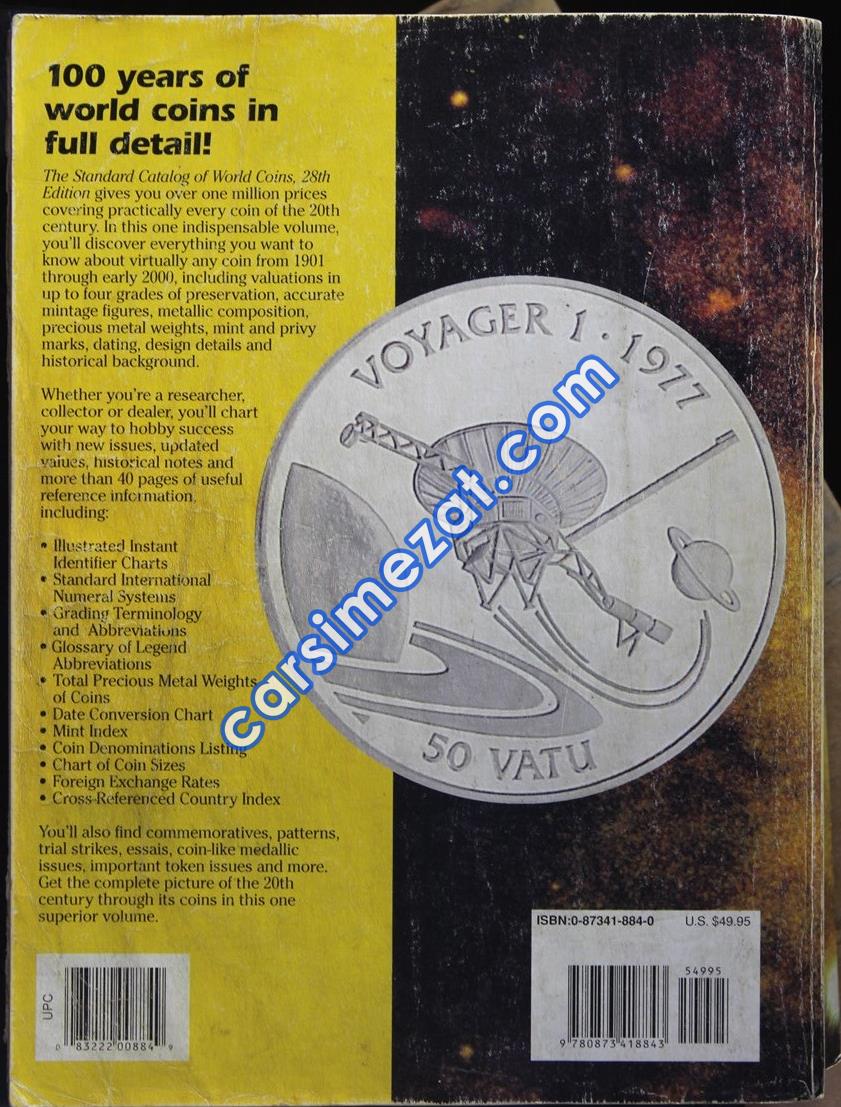 100 years of
world coins in
full detail!
The Standard Catalog of World Coins, 28th
Edition gives you over one million prices
covering practically every coin of the 20th
century. In this one indispensable volume,
you'll discover everything you want to
know about virtually any coin from 1901
through early 2000, including valuations in
up to four grades of preservation, accurate
mintage figures, metallic composition,
precious metal weights, mint and privy
marks, dating, design details and
historical background.
Whether you're a researcher,
collector or dealer, you'll chart
your way to hobby success
with new issues, updated
values, historical notes and
more than 40 pages of useful
reference information,
including:
• Illustrated Instant
Identifier Charts
• Standard International
Numeral Systems
• Grading Terminology
and Abbreviations
• Glossary of Legend
Abbreviations
• Total Precious Metal Weights
of Coins
• Date Conversion Chart
• Mint Index
• Coin Denominations Listing
• Chart of Coin Sizes
• Foreign Exchange Rates
• Cross-Referenced Country Index
You'll also find commemoratives, patterns,
trial strikes, essais, coin-like medallic
issues, important token issues and more.
Get the complete picture of the 20th
century through its coins in this one
superior volume.
UPC
0 83222 00884 9
VOYAGER 1 · 1977
50 VATU
carsimezat.com
ISBN:0-87341-884-0 U.S. $49.95
54995
9 780873 418843